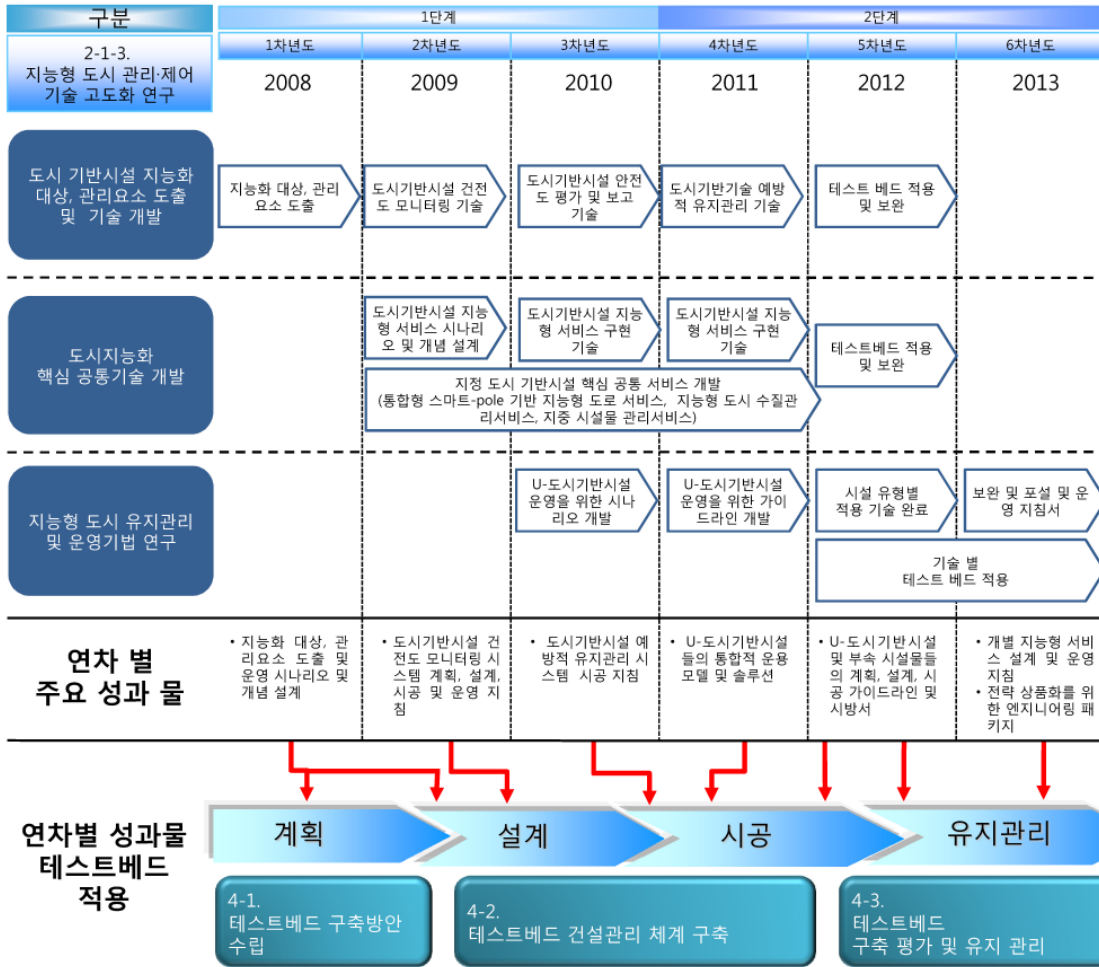 구분
1단계
2단계
2-1-3.
지능형 도시 관리·제어
기술 고도화 연구
1차년도
2차년도
3차년도
4차년도
5차년도
6차년도
2008
2009
2010
2011
2012
2013
도시 기반시설 지능화
대상, 관리요소 도출
및 기술 개발
지능화 대상, 관리
요소 도출
도시기반시설 건전
도 모니터링 기술
도시기반시설 안전
도 평가 및 보고
기술
도시기반기술 예방
적 유지관리 기술
테스트 베드 적용
및 보완
도시지능화
핵심 공통기술 개발
도시기반시설 지능
형 서비스 시나리
오 및 개념 설계
도시기반시설 지능
형 서비스 구현
기술
도시기반시설 지능
형 서비스 구현
기술
테스트베드 적용
및 보완
지정 도시 기반시설 핵심 공통 서비스 개발
(통합형 스마트-pole 기반 지능형 도로 서비스, 지능형 도시 수질관
리서비스, 지중 시설물 관리서비스)
지능형 도시 유지관리
및 운영기법 연구
U-도시기반시설
운영을 위한 시나
리오 개발
U-도시기반시설
운영을 위한 가이
드라인 개발
시설 유형별
적용 기술 완료
보완 및 포설 및 운
영 지침서
기술 별
테스트 베드 적용
연차 별
주요 성과 물
• 지능화 대상, 관
리요소 도출 및
운영 시나리오 및
개념 설계
• 도시기반시설 건
전도 모니터링 시
스템 계획, 설계,
시공 및 운영 지
침
• 도시기반시설 예
방적 유지관리 시
스템 시공 지침
• U-도시기반시설
들의 통합적 운용
모델 및 솔루션
• U-도시기반시설
및 부속 시설물들
의 계획, 설계, 시
공 가이드라인 및
시방서
• 개별 지능형 서비
스 설계 및 운영
지침
• 전략 상품화를 위
한 엔지니어링 패
키지
연차별 성과물
테스트베드
적용
계획
설계
시공
유지관리
4-1.
테스트베드 구축방안
수립
4-2.
테스트베드 건설관리 체계 구축
4-3.
테스트베드
구축 평가 및 유지 관리